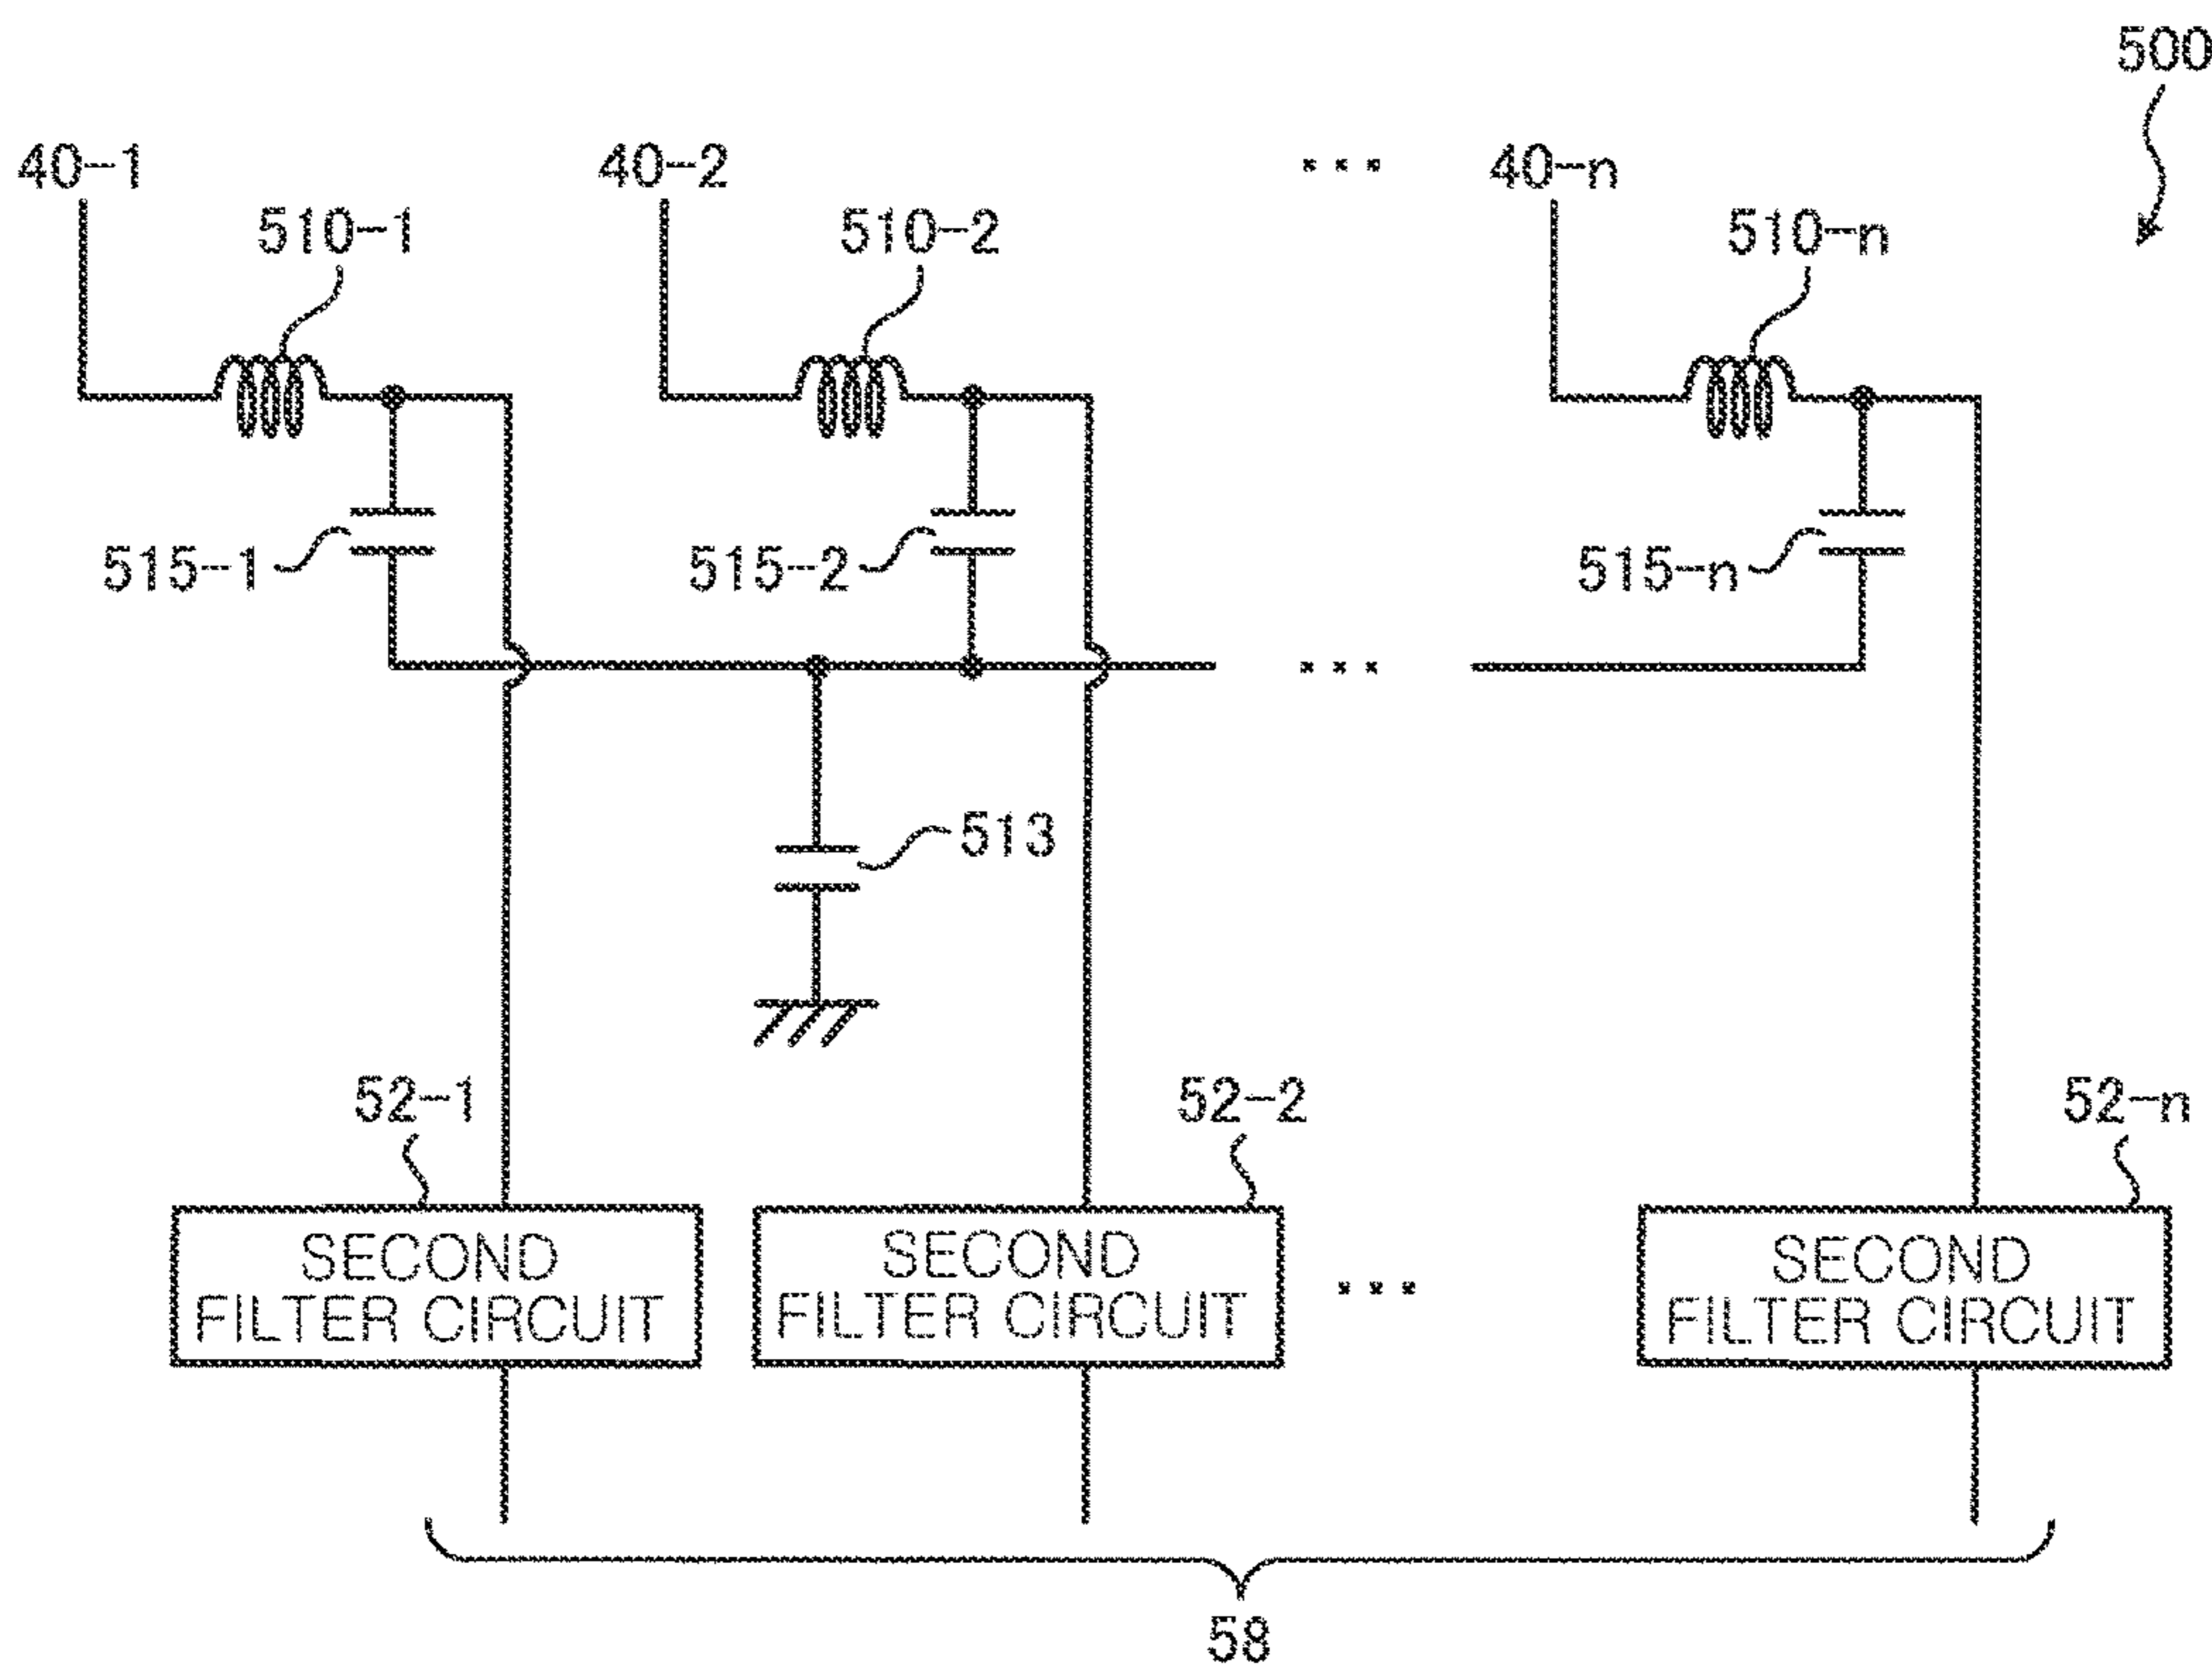 500
40-1
40-2
...
40-n
510-1
510-2
510-n
515-1
515-2
515-n
...
513
52-1
52-2
52-n
SECOND
FILTER CIRCUIT
SECOND
FILTER CIRCUIT
...
SECOND
FILTER CIRCUIT
58